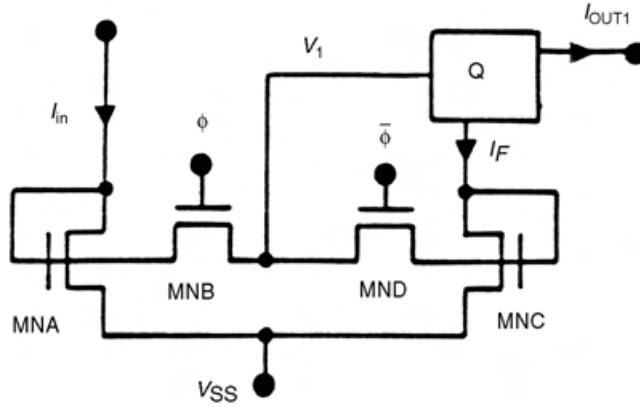 I_OUT1
V_1
Q
I_in
ϕ
ϕ̅
I_F
MNB
MND
MNA
MNC
V_SS